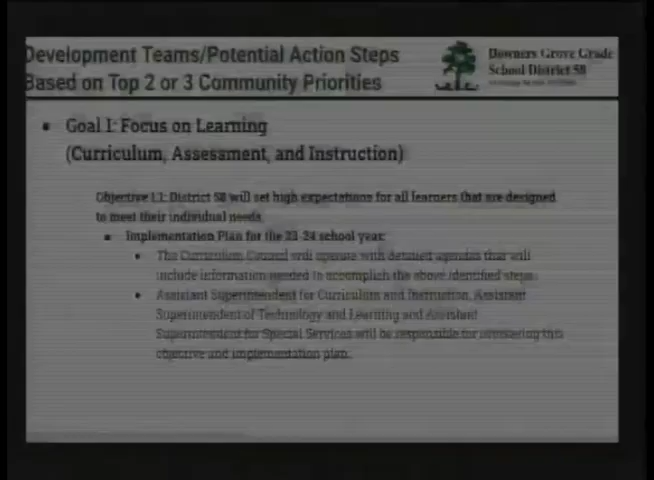 Development Teams/Potential Action Steps
Based on Top 2 or 3 Community Priorities
Downers Grove Grade
School District 58
• Goal 1: Focus on Learning
(Curriculum, Assessment, and Instruction)
Objective 1.1: District 58 will set high expectations for all learners that are designed
to meet their individual needs.
▪ Implementation Plan for the 23-24 school year:
• The Curriculum Council will operate with detailed agendas that will
include information needed to accomplish the above identified steps.
• Assistant Superintendent for Curriculum and Instruction, Assistant
Superintendent of Technology and Learning and Assistant
Superintendent for Special Services will be responsible for overseeing this
objective and implementation plan.